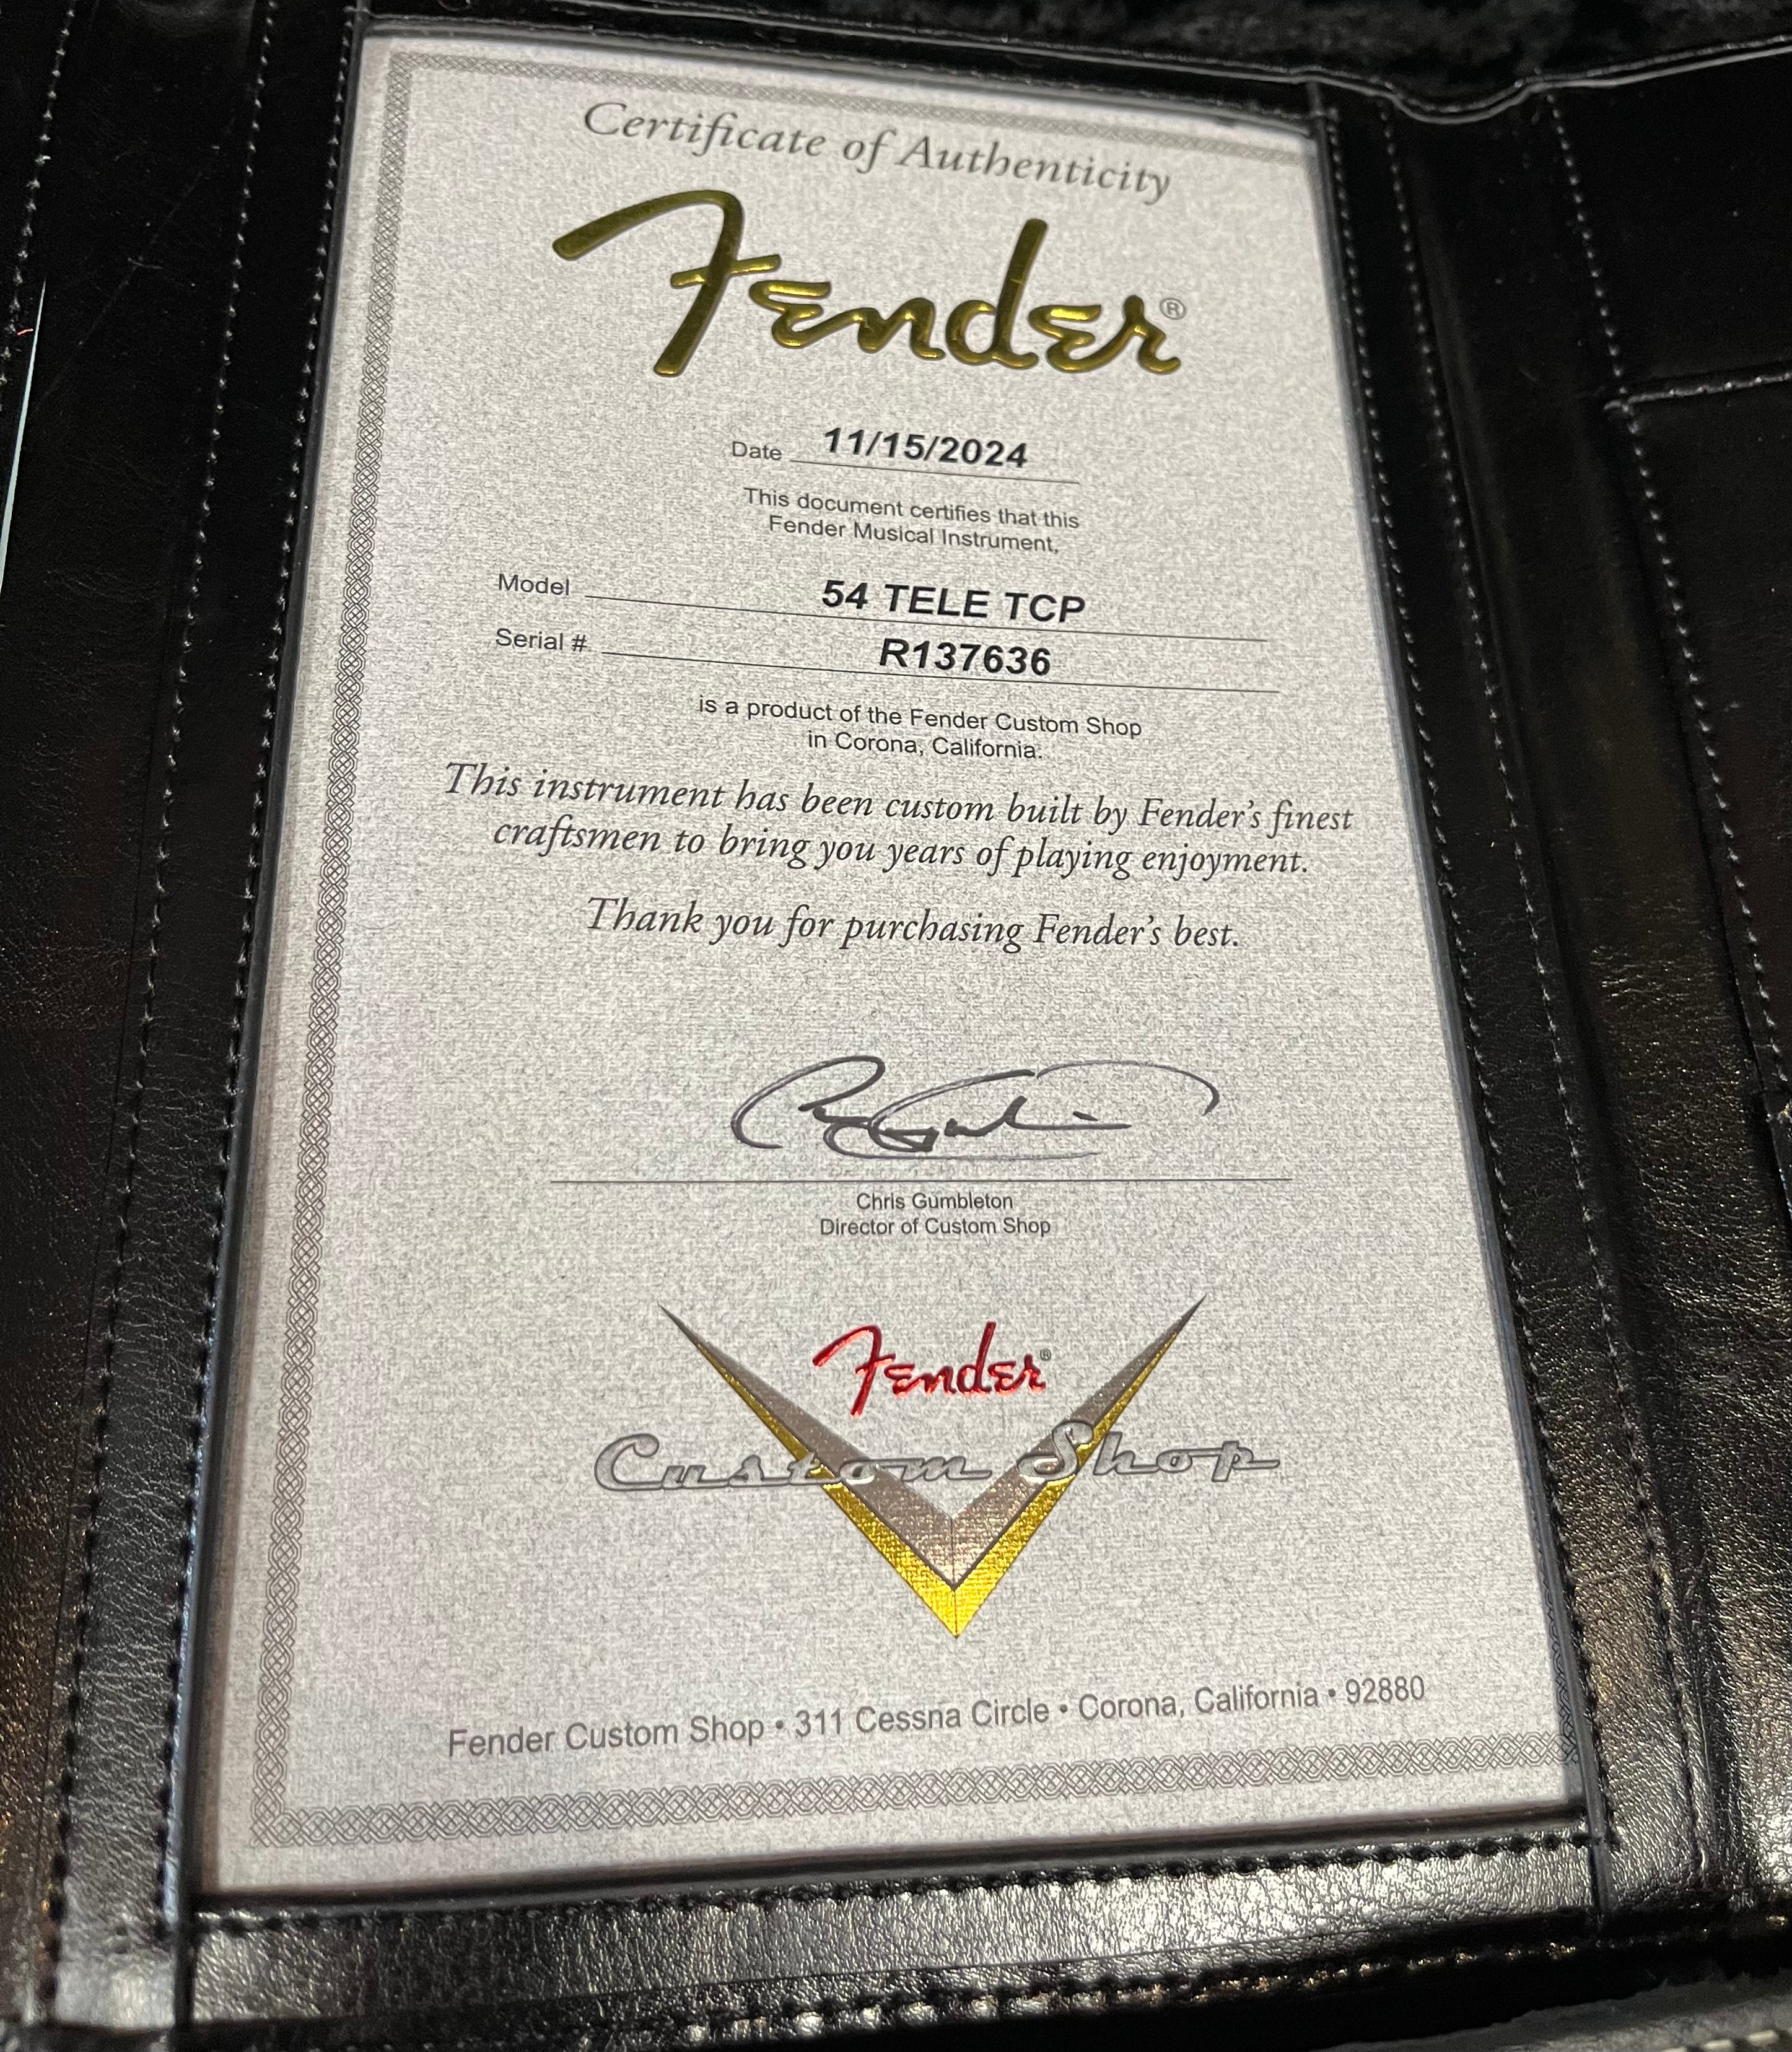 Certificate of Authenticity
Fender®
Date 11/15/2024
This document certifies that this
Fender Musical Instrument,
Model 54 TELE TCP
Serial # R137636
is a product of the Fender Custom Shop
in Corona, California.
This instrument has been custom built by Fender's finest
craftsmen to bring you years of playing enjoyment.
Thank you for purchasing Fender's best.
Chris Gumbleton
Director of Custom Shop
Fender®
Custom Shop
Fender Custom Shop • 311 Cessna Circle • Corona, California • 92880